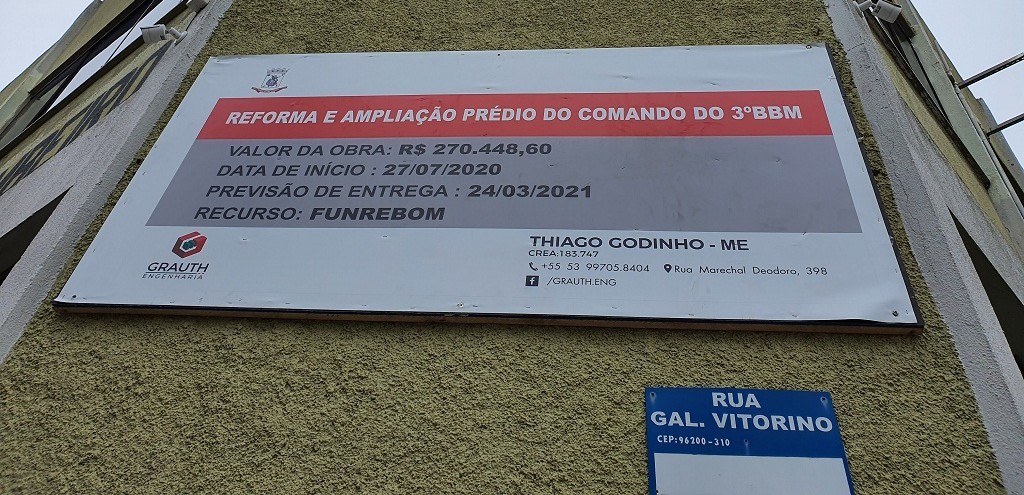 REFORMA E AMPLIAÇÃO PRÉDIO DO COMANDO DO 3ºBBM
VALOR DA OBRA: R$ 270.448,60
DATA DE INÍCIO : 27/07/2020
PREVISÃO DE ENTREGA : 24/03/2021
RECURSO: FUNREBOM
GRAUTH
ENGENHARIA
THIAGO GODINHO - ME
CREA:183.747
+55 53 99705.8404 Rua Marechal Deodoro, 398
/GRAUTH.ENG
RUA
GAL. VITORINO
CEP:96200-310